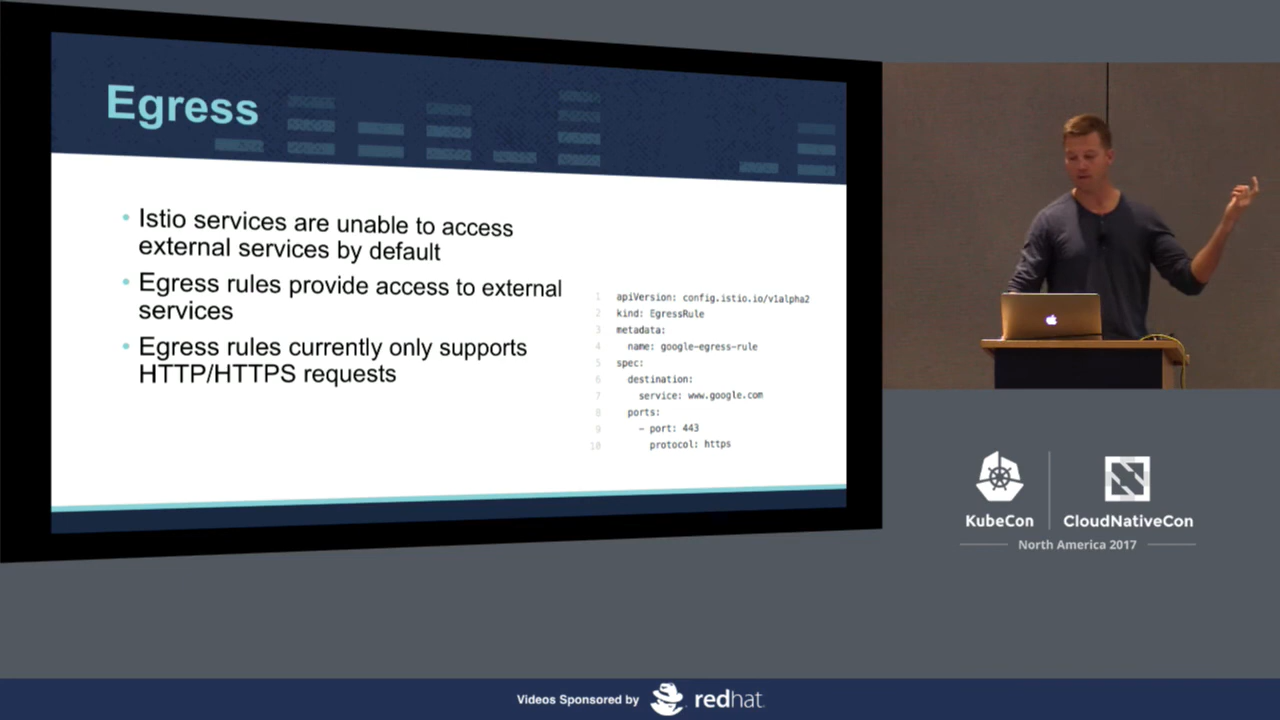 Egress
• Istio services are unable to access
external services by default
• Egress rules provide access to external
services
• Egress rules currently only supports
HTTP/HTTPS requests
1 apiVersion: config.istio.io/v1alpha2
2 kind: EgressRule
3 metadata:
4 name: google-egress-rule
5 spec:
6 destination:
7 service: www.google.com
8 ports:
9 - port: 443
10 protocol: https
KubeCon
CloudNativeCon
North America 2017
Videos Sponsored by
redhat.